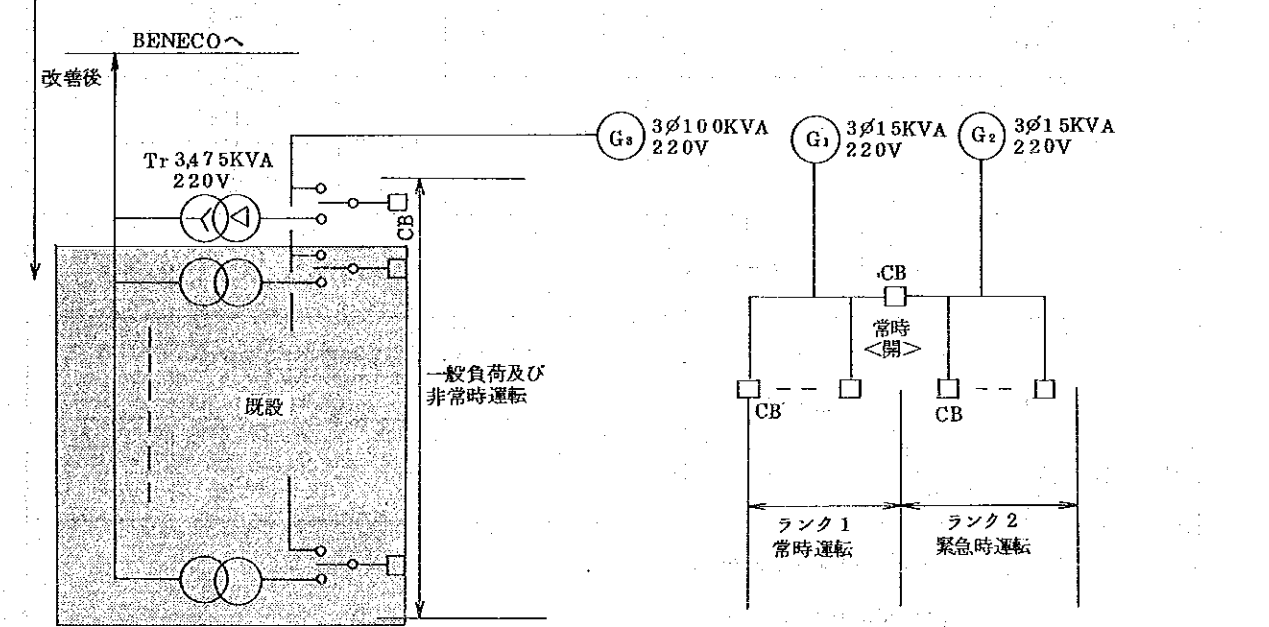 BENECOへ
改善後
Tr 3,475KVA
220V
G3
3Ø100KVA
220V
G1
3Ø15KVA
220V
G2
3Ø15KVA
220V
CB
一般負荷及び
非常時運転
既設
CB
常時
<開>
CB
CB
ランク1
常時運転
ランク2
緊急時運転